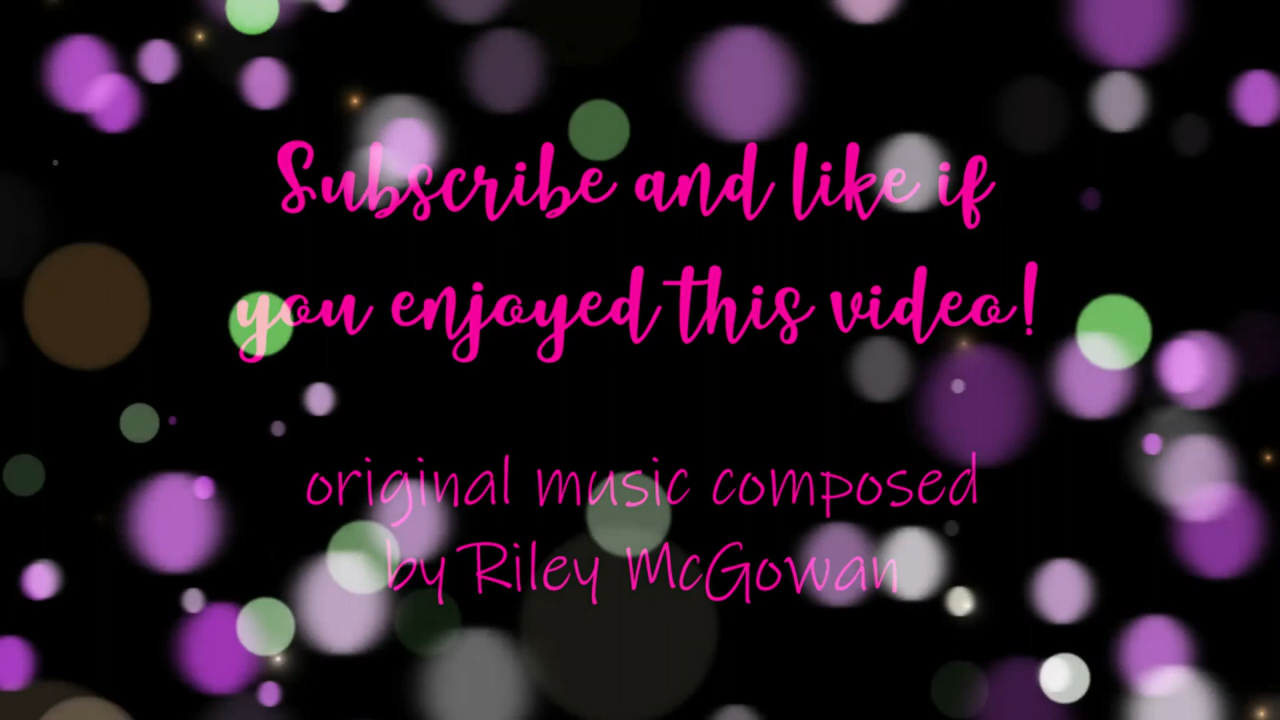 Subscribe and like if
you enjoyed this video!
original music composed
by Riley McGowan